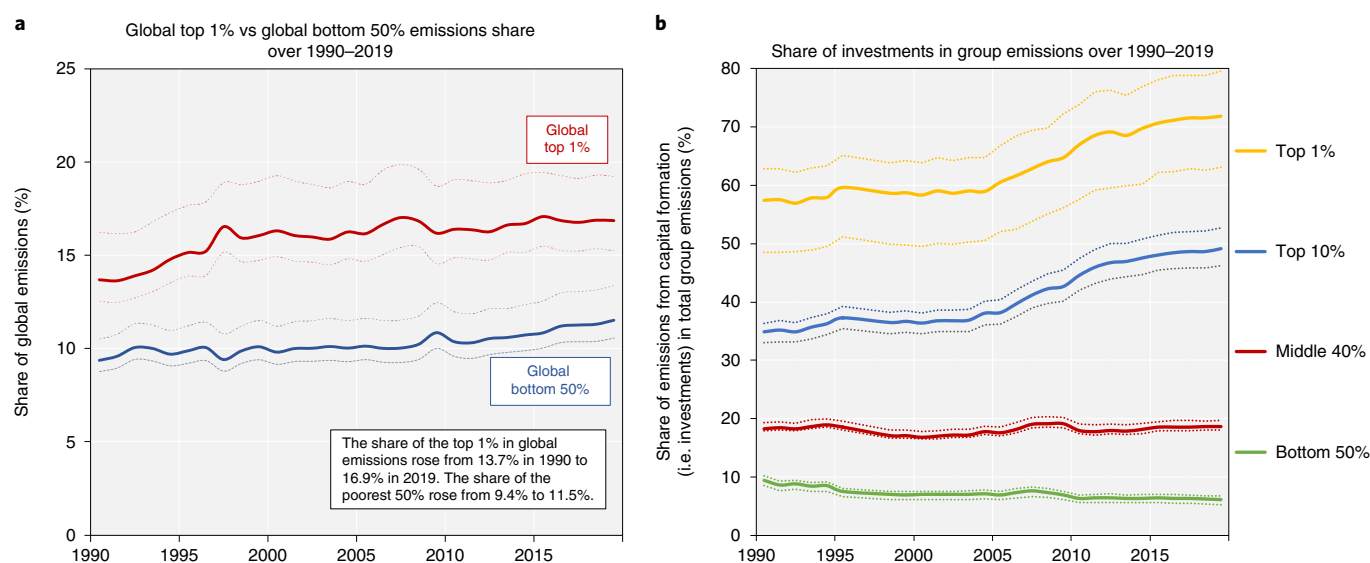 a
Global top 1% vs global bottom 50% emissions share
over 1990–2019
25
20
15
10
5
0
Share of global emissions (%)
Global
top 1%
Global
bottom 50%
The share of the top 1% in global
emissions rose from 13.7% in 1990 to
16.9% in 2019. The share of the
poorest 50% rose from 9.4% to 11.5%.
1990 1995 2000 2005 2010 2015
b
Share of investments in group emissions over 1990–2019
80
70
60
50
40
30
20
10
0
Share of emissions from capital formation
(i.e. investments) in total group emissions (%)
1990 1995 2000 2005 2010 2015
Top 1%
Top 10%
Middle 40%
Bottom 50%